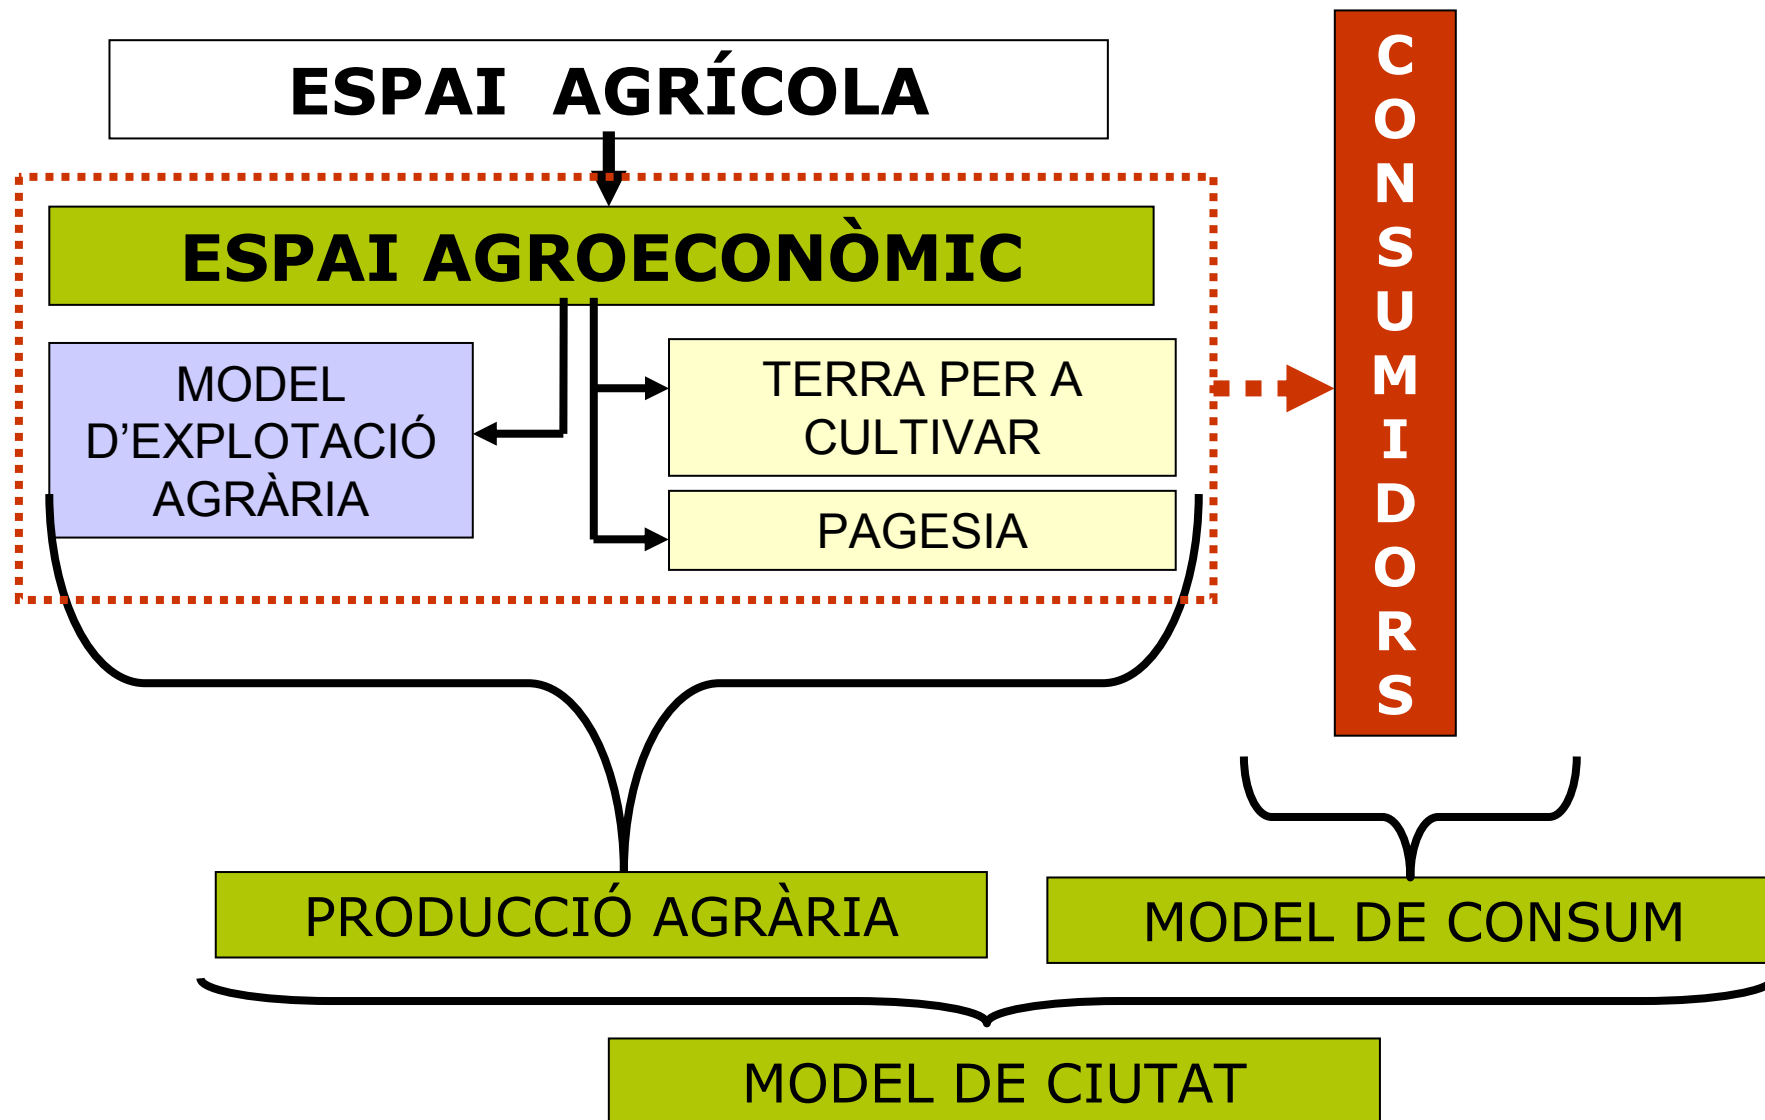 ESPAI AGRÍCOLA
ESPAI AGROECONÒMIC
MODEL
D’EXPLOTACIÓ
AGRÀRIA
TERRA PER A
CULTIVAR
PAGESIA
CONSUMIDORS
PRODUCCIÓ AGRÀRIA
MODEL DE CONSUM
MODEL DE CIUTAT